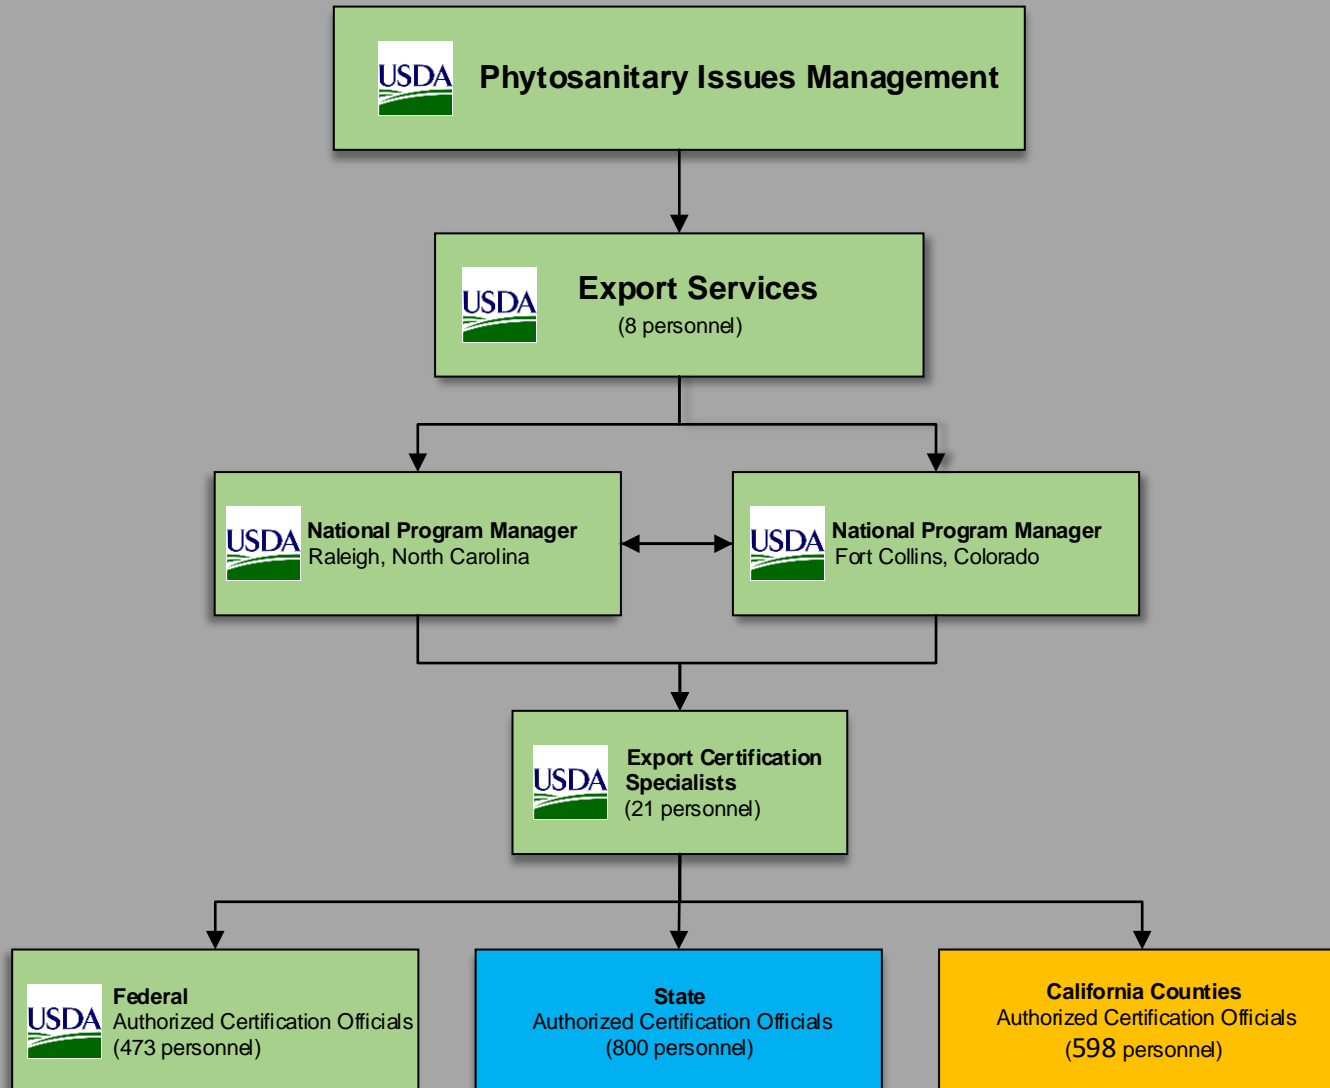 USDA
Phytosanitary Issues Management
USDA
Export Services
(8 personnel)
USDA
National Program Manager
Raleigh, North Carolina
USDA
National Program Manager
Fort Collins, Colorado
USDA
Export Certification
Specialists
(21 personnel)
USDA
Federal
Authorized Certification Officials
(473 personnel)
State
Authorized Certification Officials
(800 personnel)
California Counties
Authorized Certification Officials
(598 personnel)